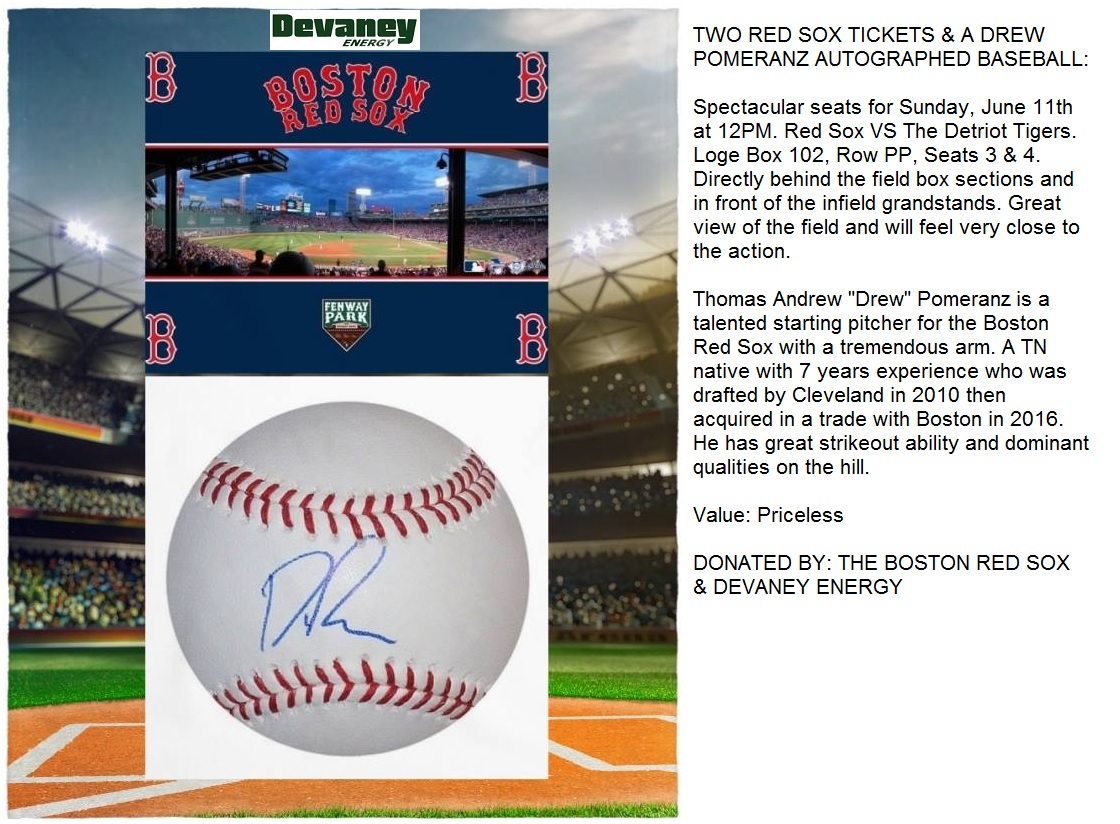 Devaney
ENERGY
B B
BOSTON
RED SOX
FENWAY
PARK
B B
TWO RED SOX TICKETS & A DREW
POMERANZ AUTOGRAPHED BASEBALL:
Spectacular seats for Sunday, June 11th
at 12PM. Red Sox VS The Detriot Tigers.
Loge Box 102, Row PP, Seats 3 & 4.
Directly behind the field box sections and
in front of the infield grandstands. Great
view of the field and will feel very close to
the action.
Thomas Andrew "Drew" Pomeranz is a
talented starting pitcher for the Boston
Red Sox with a tremendous arm. A TN
native with 7 years experience who was
drafted by Cleveland in 2010 then
acquired in a trade with Boston in 2016.
He has great strikeout ability and dominant
qualities on the hill.
Value: Priceless
DONATED BY: THE BOSTON RED SOX
& DEVANEY ENERGY